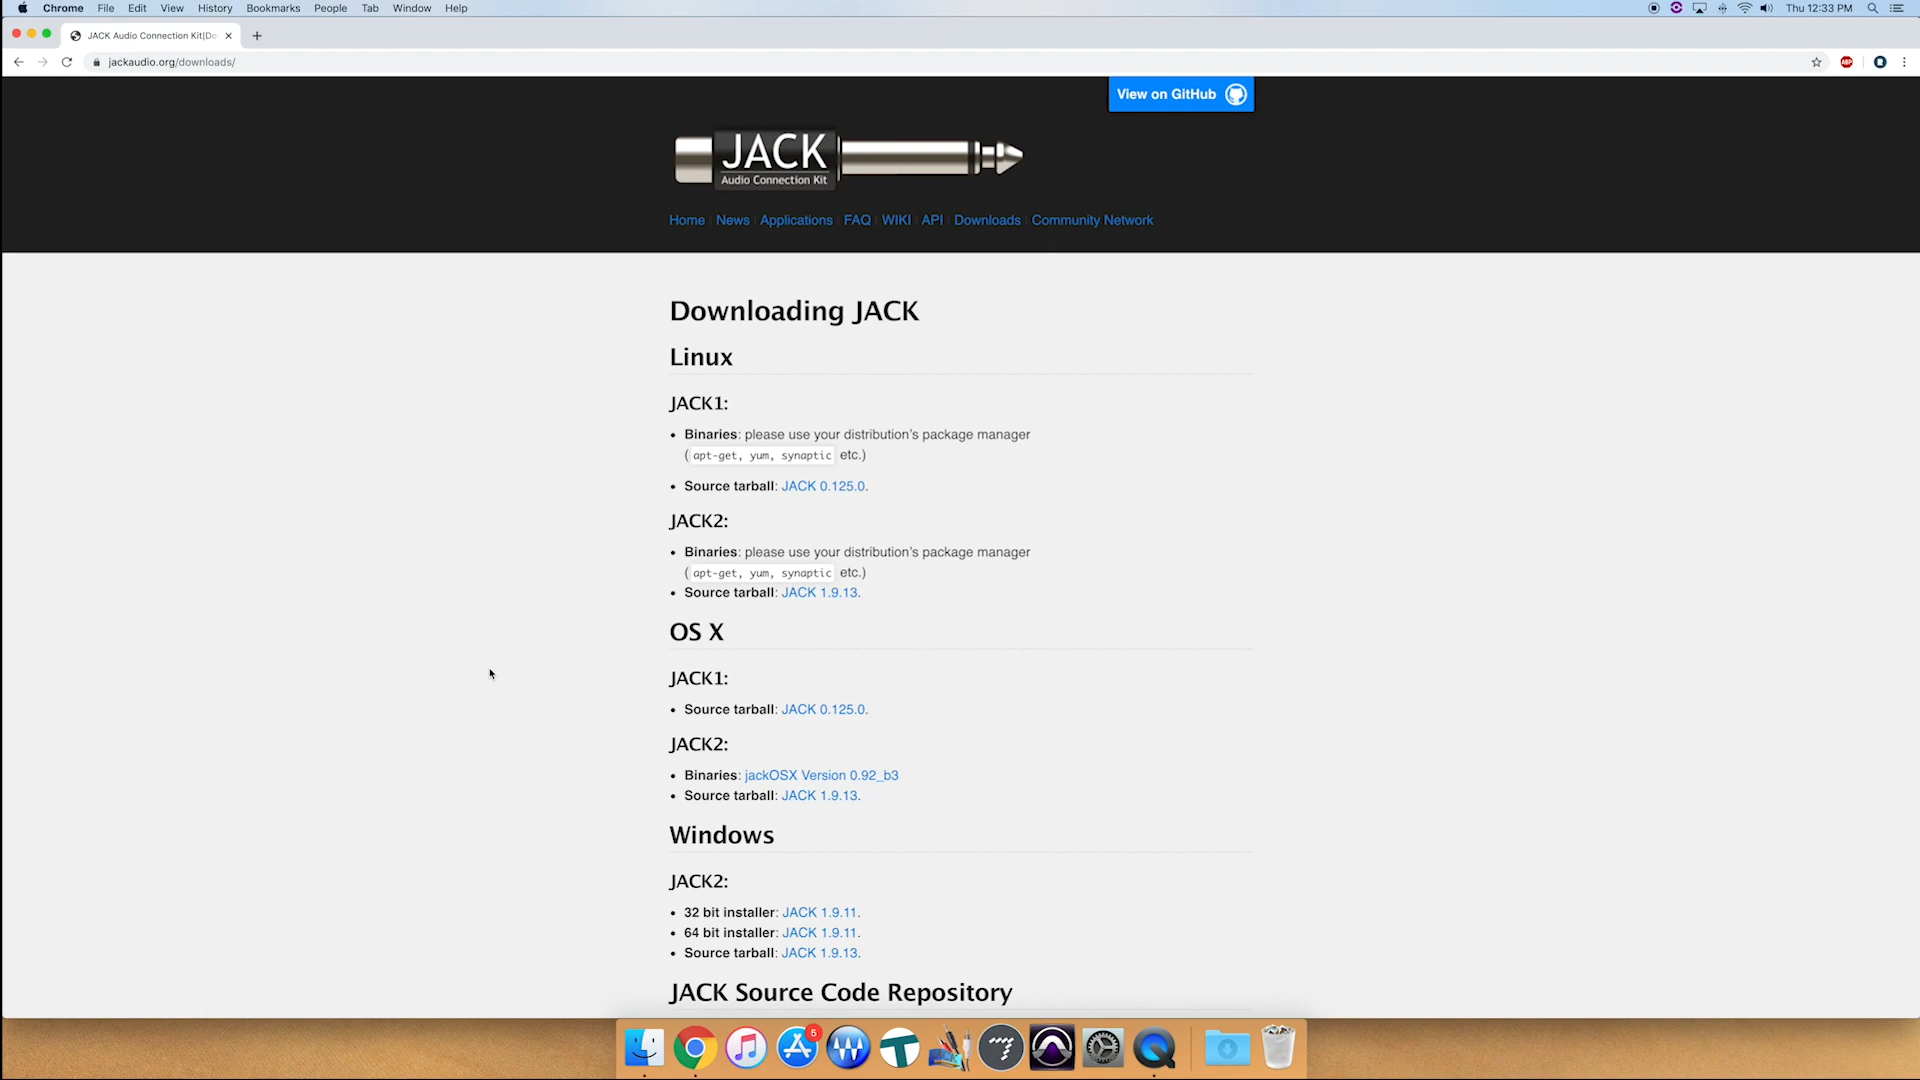 Chrome File Edit View History Bookmarks People Tab Window Help Thu 12:33 PM
JACK Audio Connection Kit|Do
jackaudio.org/downloads/
ABP
View on GitHub
JACK
Audio Connection Kit
Home News Applications FAQ WIKI API Downloads Community Network
Downloading JACK
Linux
JACK1:
• Binaries: please use your distribution's package manager
(apt-get, yum, synaptic etc.)
• Source tarball: JACK 0.125.0.
JACK2:
• Binaries: please use your distribution's package manager
(apt-get, yum, synaptic etc.)
• Source tarball: JACK 1.9.13.
OS X
JACK1:
• Source tarball: JACK 0.125.0.
JACK2:
• Binaries: jackOSX Version 0.92_b3
• Source tarball: JACK 1.9.13.
Windows
JACK2:
• 32 bit installer: JACK 1.9.11.
• 64 bit installer: JACK 1.9.11.
• Source tarball: JACK 1.9.13.
JACK Source Code Repository
5